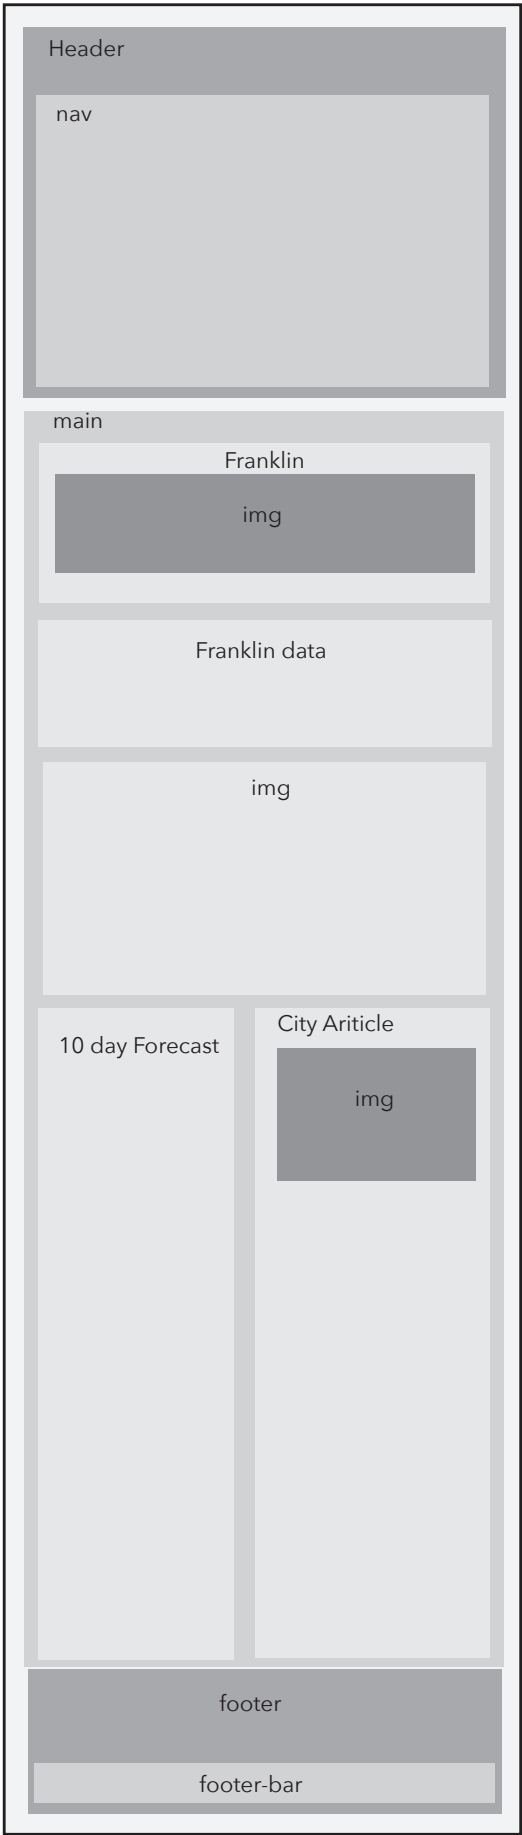 Header
nav
main
Franklin
img
Franklin data
img
10 day Forecast
City Ariticle
img
footer
footer-bar